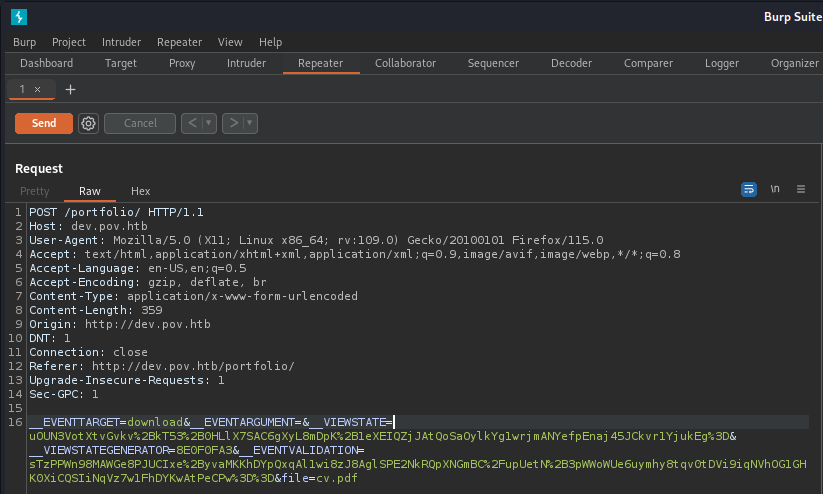 Burp Suite
Burp Project Intruder Repeater View Help
Dashboard Target Proxy Intruder Repeater Collaborator Sequencer Decoder Comparer Logger Organizer
1 × +
Send Cancel < >
Request
Pretty Raw Hex \n
1 POST /portfolio/ HTTP/1.1
2 Host: dev.pov.htb
3 User-Agent: Mozilla/5.0 (X11; Linux x86_64; rv:109.0) Gecko/20100101 Firefox/115.0
4 Accept: text/html,application/xhtml+xml,application/xml;q=0.9,image/avif,image/webp,*/*;q=0.8
5 Accept-Language: en-US,en;q=0.5
6 Accept-Encoding: gzip, deflate, br
7 Content-Type: application/x-www-form-urlencoded
8 Content-Length: 359
9 Origin: http://dev.pov.htb
10 DNT: 1
11 Connection: close
12 Referer: http://dev.pov.htb/portfolio/
13 Upgrade-Insecure-Requests: 1
14 Sec-GPC: 1
15
16 __EVENTTARGET=download&__EVENTARGUMENT=&__VIEWSTATE=
uOUN3VotXtvGvkv%2BkT53%2B0HLlX7SAC6gXyL8mDpK%2BleXEIQZjJAtQoSaOylkYg1wrjmANYefpEnaj45JCkvr1YjukEg%3D&
__VIEWSTATEGENERATOR=8E0F0FA3&__EVENTVALIDATION=
sTzPPWn98MAWGe8PJUCIxe%2ByvaMKKhDYpQxqAl1wi8zJ8AglSPE2NkRQpXNGmBC%2FupUetN%2B3pWWoWUe6uymhy8tqv0tDVi9iqNVhOG1GH
K0XiCQSIiNqVz7w1FhDYKwAtPeCPw%3D%3D&file=cv.pdf